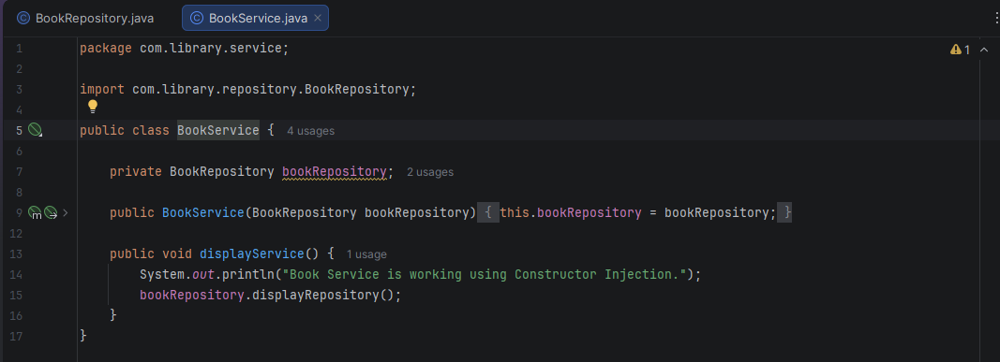 BookRepository.java BookService.java
1 package com.library.service; 1
2
3 import com.library.repository.BookRepository;
4
5 public class BookService { 4 usages
6
7 private BookRepository bookRepository; 2 usages
8
9 public BookService(BookRepository bookRepository) { this.bookRepository = bookRepository; }
12
13 public void displayService() { 1 usage
14 System.out.println("Book Service is working using Constructor Injection.");
15 bookRepository.displayRepository();
16 }
17 }